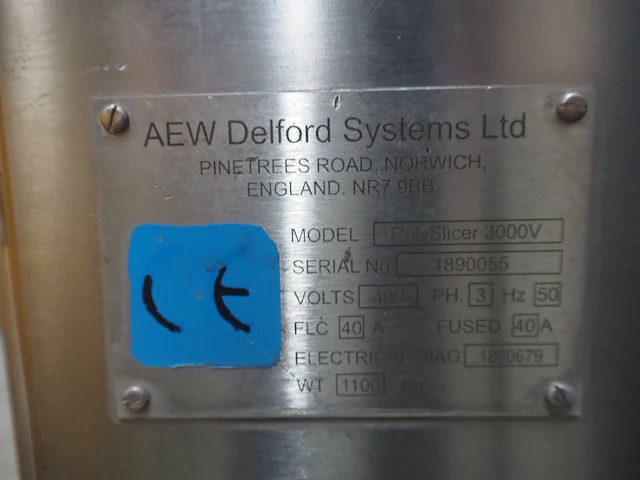 AEW Delford Systems Ltd
PINETREES ROAD, NORWICH,
ENGLAND. NR7 9BB
MODEL PolySlicer 3000V
SERIAL No 1890055
VOLTS 400 PH. 3 Hz 50
FLC 40 A FUSED 40 A
ELECTRICAL DIAG 1860679
WT 1100 Kg
CE